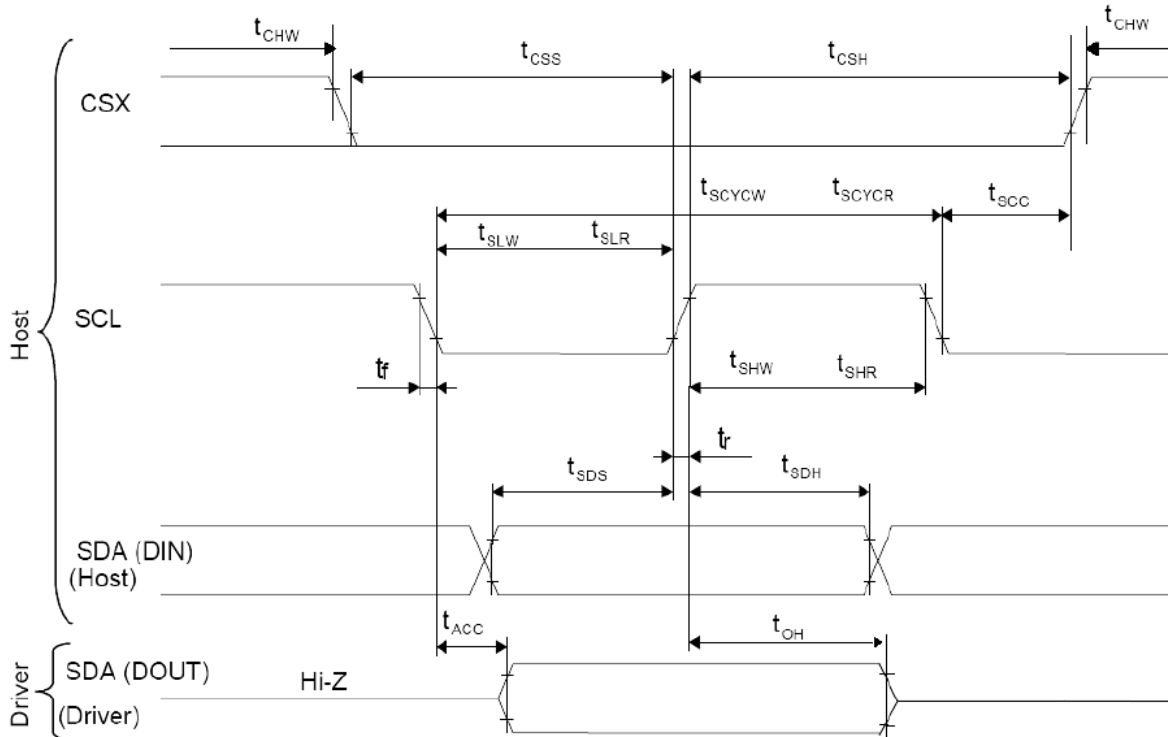 tCHW
tCHW
tCSS
tCSH
CSX
tSCYCW
tSCYCR
tSCC
tSLW
tSLR
Host
SCL
tf
tSHW
tSHR
tr
tSDS
tSDH
SDA (DIN)
(Host)
tACC
tOH
Driver
SDA (DOUT)
Hi-Z
(Driver)